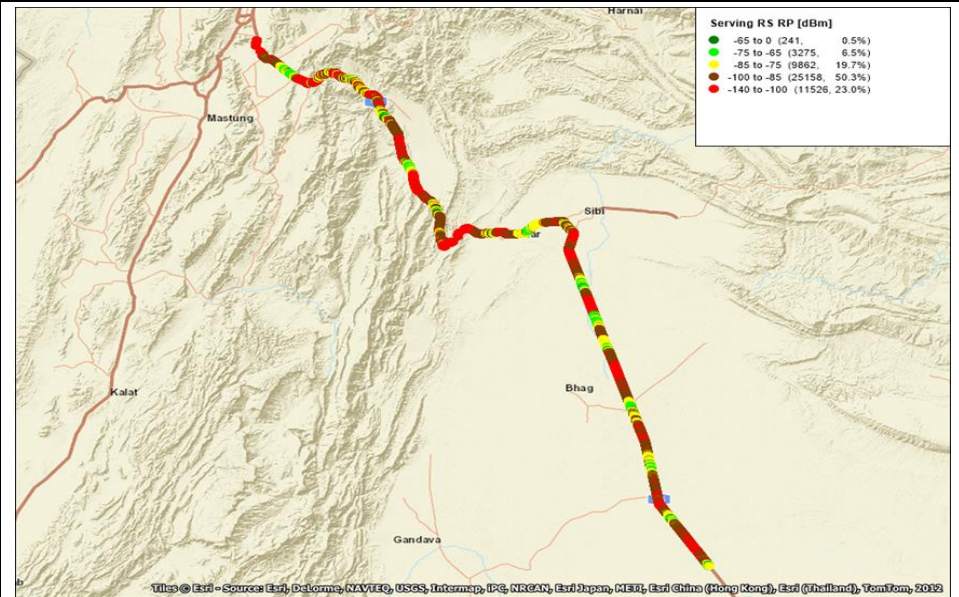 Harnai
Serving RS RP [dBm]
-65 to 0 (241, 0.5%)
-75 to -65 (3275, 6.5%)
-85 to -75 (9862, 19.7%)
-100 to -85 (25158, 50.3%)
-140 to -100 (11526, 23.0%)
Mastung
Sibi
ar
Kalat
Bhag
Gandava
b
Tiles © Esri - Source: Esri, DeLorme, NAVTEQ, USGS, Intermap, iPC, NRCAN, Esri Japan, METI, Esri China (Hong Kong), Esri (Thailand), TomTom, 2012